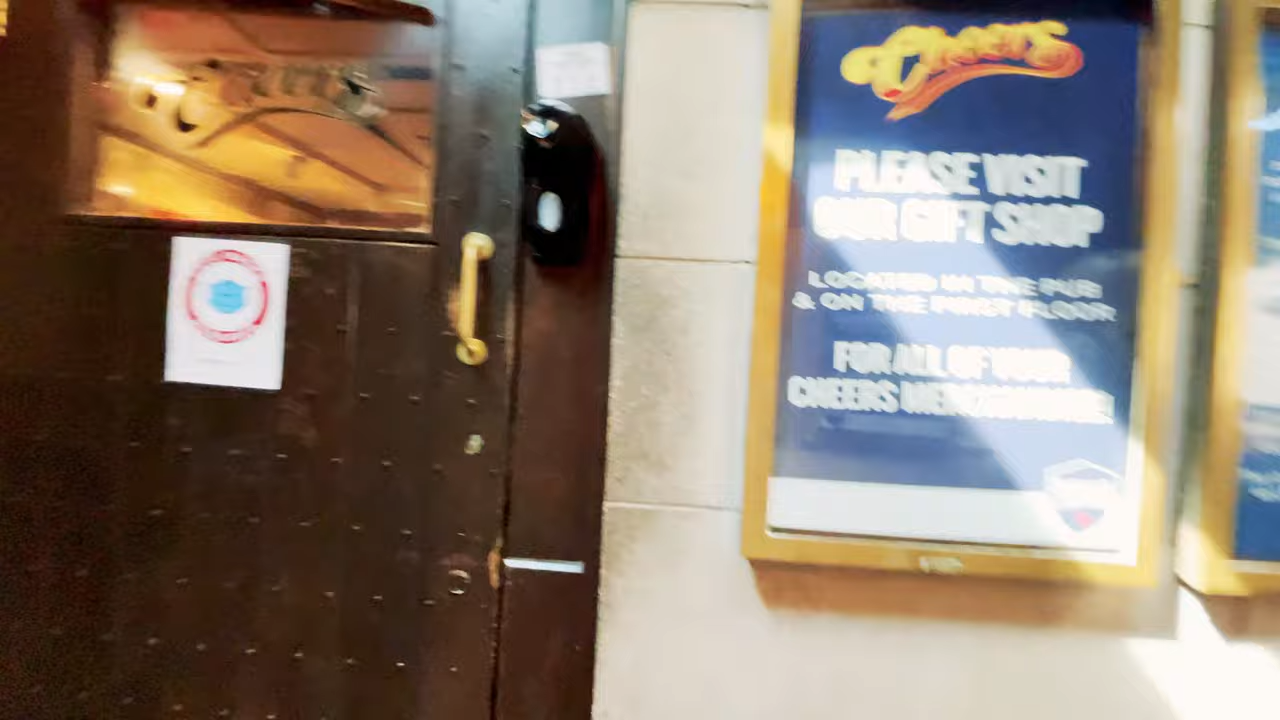 Cheers
PLEASE VISIT
OUR GIFT SHOP
LOCATED IN THE PUB
& ON THE FIRST FLOOR
FOR ALL OF YOUR
CHEERS MERCHANDISE!